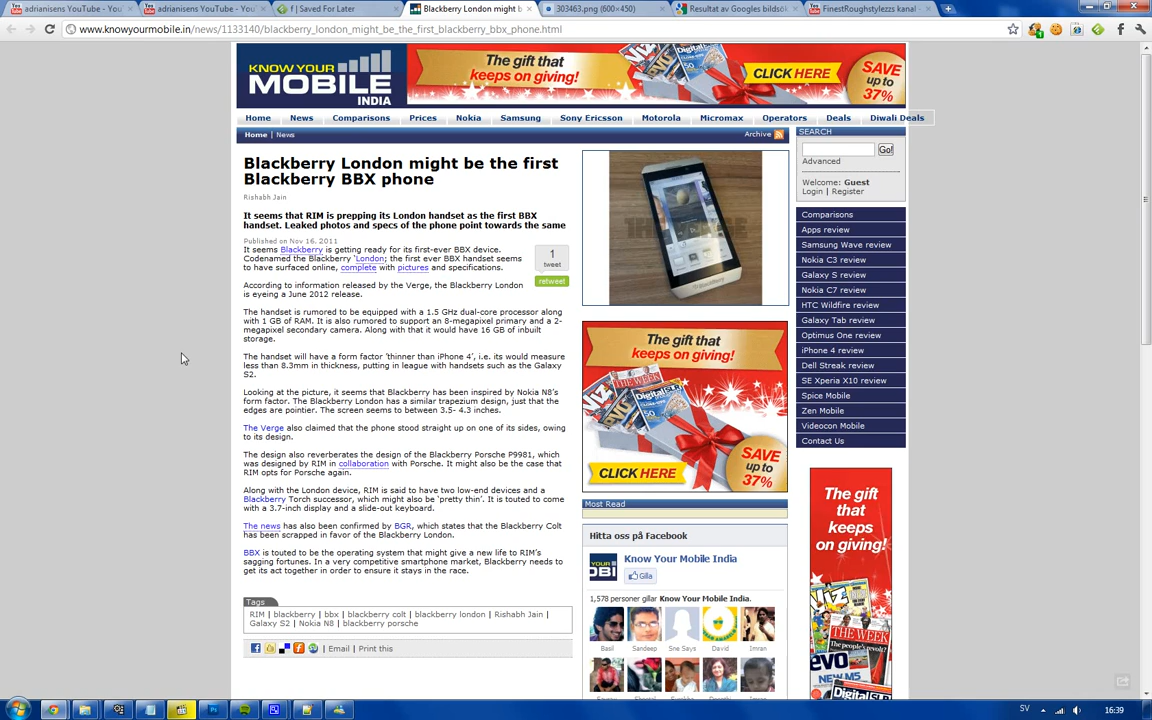 adrianisens YouTube -
adrianisens YouTube -
f | Saved For Later
Blackberry London might b
303463.png (600×450)
Resultat av Googles bildsök
FinestRoughstylezzs kanal -
www.knowyourmobile.in/news/1133140/blackberry_london_might_be_the_first_blackberry_bbx_phone.html
KNOW YOUR
MOBILE
INDIA
The gift that
keeps on giving!
CLICK HERE
SAVE
up to
37%
Home News Comparisons Prices Nokia Samsung Sony Ericsson Motorola Micromax Operators Deals Diwali Deals
Home | News
Archive
SEARCH
Go!
Advanced
Welcome: Guest
Login | Register
Blackberry London might be the first
Blackberry BBX phone
Rishabh Jain
It seems that RIM is prepping its London handset as the first BBX
handset. Leaked photos and specs of the phone point towards the same
Published on Nov 16, 2011
It seems Blackberry is getting ready for its first-ever BBX device.
Codenamed the Blackberry 'London; the first ever BBX handset seems
to have surfaced online, complete with pictures and specifications.
1
tweet
retweet
According to information released by the Verge, the Blackberry London
is eyeing a June 2012 release.
The handset is rumored to be equipped with a 1.5 GHz dual-core processor along
with 1 GB of RAM. It is also rumored to support an 8-megapixel primary and a 2-
megapixel secondary camera. Along with that it would have 16 GB of inbuilt
storage.
The handset will have a form factor 'thinner than iPhone 4', i.e. its would measure
less than 8.3mm in thickness, putting in league with handsets such as the Galaxy
S2.
Looking at the picture, it seems that Blackberry has been inspired by Nokia N8's
form factor. The Blackberry London has a similar trapezium design, just that the
edges are pointier. The screen seems to between 3.5- 4.3 inches.
The Verge also claimed that the phone stood straight up on one of its sides, owing
to its design.
The design also reverberates the design of the Blackberry Porsche P9981, which
was designed by RIM in collaboration with Porsche. It might also be the case that
RIM opts for Porsche again.
Along with the London device, RIM is said to have two low-end devices and a
Blackberry Torch successor, which might also be 'pretty thin'. It is touted to come
with a 3.7-inch display and a slide-out keyboard.
The news has also been confirmed by BGR, which states that the Blackberry Colt
has been scrapped in favor of the Blackberry London.
BBX is touted to be the operating system that might give a new life to RIM's
sagging fortunes. In a very competitive smartphone market, Blackberry needs to
get its act together in order to ensure it stays in the race.
Tags
RIM | blackberry | bbx | blackberry colt | blackberry london | Rishabh Jain |
Galaxy S2 | Nokia N8 | blackberry porsche
| Email | Print this
The gift that
keeps on giving!
SAVE
up to
37%
CLICK HERE
Most Read
Hitta oss på Facebook
Know Your Mobile India
Gilla
1,578 personer gillar Know Your Mobile India.
Basil Sandeep Sne Says David Imran
Comparisons
Apps review
Samsung Wave review
Nokia C3 review
Galaxy S review
Nokia C7 review
HTC Wildfire review
Galaxy Tab review
Optimus One review
iPhone 4 review
Dell Streak review
SE Xperia X10 review
Spice Mobile
Zen Mobile
Videocon Mobile
Contact Us
The gift
that
keeps
on giving!
SV
16:39